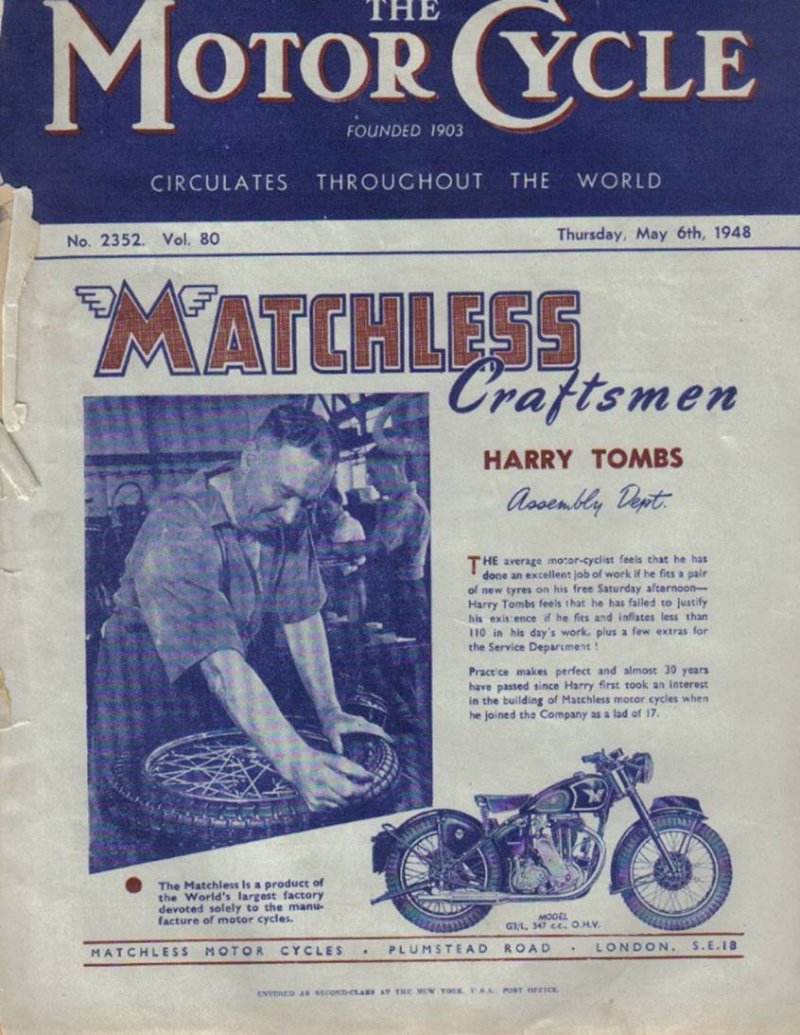 THE
MOTOR CYCLE
FOUNDED 1903
CIRCULATES THROUGHOUT THE WORLD
No. 2352. Vol. 80
Thursday, May 6th, 1948
MATCHLESS
Craftsmen
HARRY TOMBS
Assembly Dept.
THE average motor-cyclist feels that he has
done an excellent job of work if he fits a pair
of new tyres on his free Saturday afternoon—
Harry Tombs feels that he has failed to justify
his existence if he fits and inflates less than
110 in his day's work, plus a few extras for
the Service Department !
Practice makes perfect and almost 30 years
have passed since Harry first took an interest
in the building of Matchless motor cycles when
he joined the Company as a lad of 17.
M
The Matchless is a product of
the World's largest factory
devoted solely to the manu-
facture of motor cycles.
MODEL
G3/L, 347 c.c., O.H.V.
MATCHLESS MOTOR CYCLES • PLUMSTEAD ROAD • LONDON, S.E.18
ENTERED AS SECOND-CLASS AT THE NEW YORK, U.S.A., POST OFFICE.